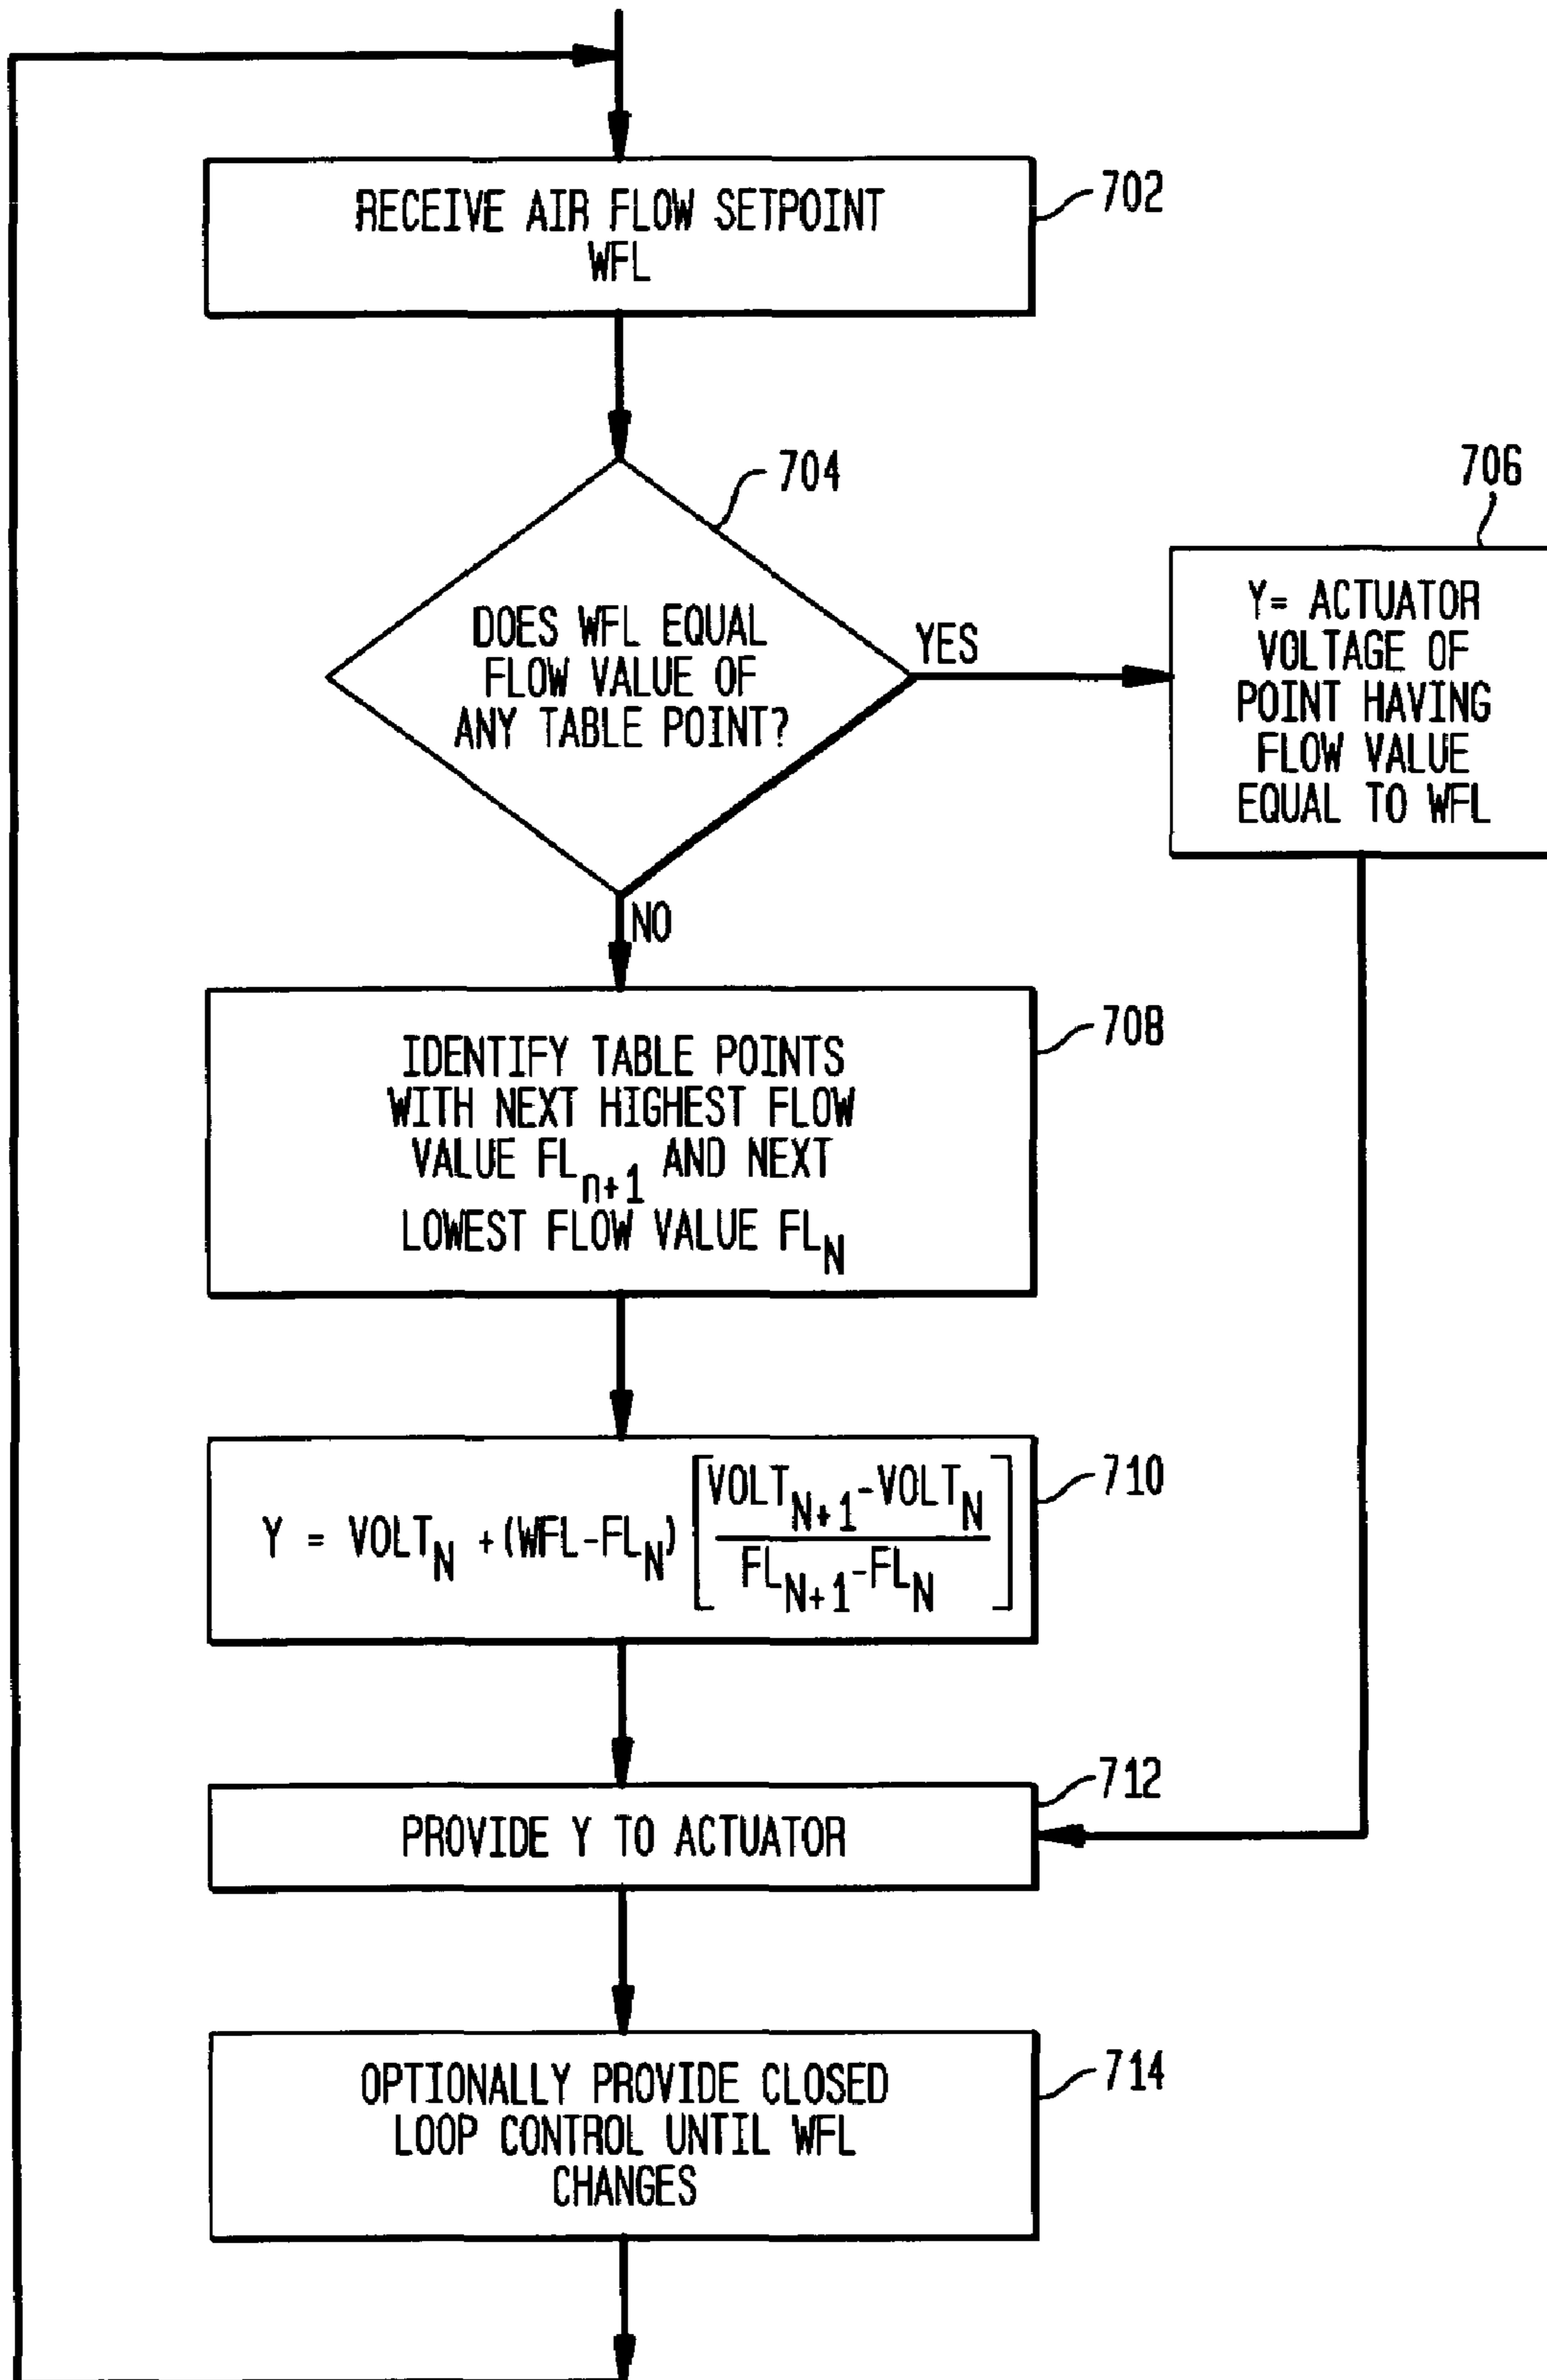 RECEIVE AIR FLOW SETPOINT
WFL
702
704
DOES WFL EQUAL
FLOW VALUE OF
ANY TABLE POINT?
YES
NO
706
Y= ACTUATOR
VOLTAGE OF
POINT HAVING
FLOW VALUE
EQUAL TO WFL
IDENTIFY TABLE POINTS
WITH NEXT HIGHEST FLOW
VALUE FLn+1 AND NEXT
LOWEST FLOW VALUE FLN
708
Y = VOLTN +(WFL-FLN) [VOLTN+1-VOLTN
FLN+1-FLN]
710
PROVIDE Y TO ACTUATOR
712
OPTIONALLY PROVIDE CLOSED
LOOP CONTROL UNTIL WFL
CHANGES
714